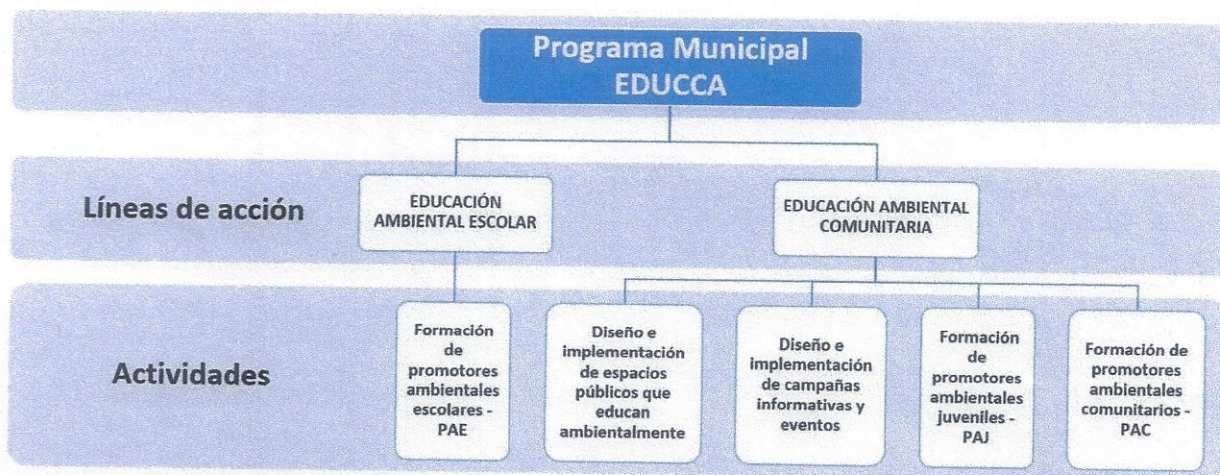 Programa Municipal
EDUCCA
Líneas de acción
EDUCACIÓN
AMBIENTAL ESCOLAR
EDUCACIÓN AMBIENTAL
COMUNITARIA
Actividades
Formación
de
promotores
ambientales
escolares -
PAE
Diseño e
implementación
de espacios
públicos que
educan
ambientalmente
Diseño e
implementación
de campañas
informativas y
eventos
Formación
de
promotores
ambientales
juveniles -
PAJ
Formación de
promotores
ambientales
comunitarios -
PAC